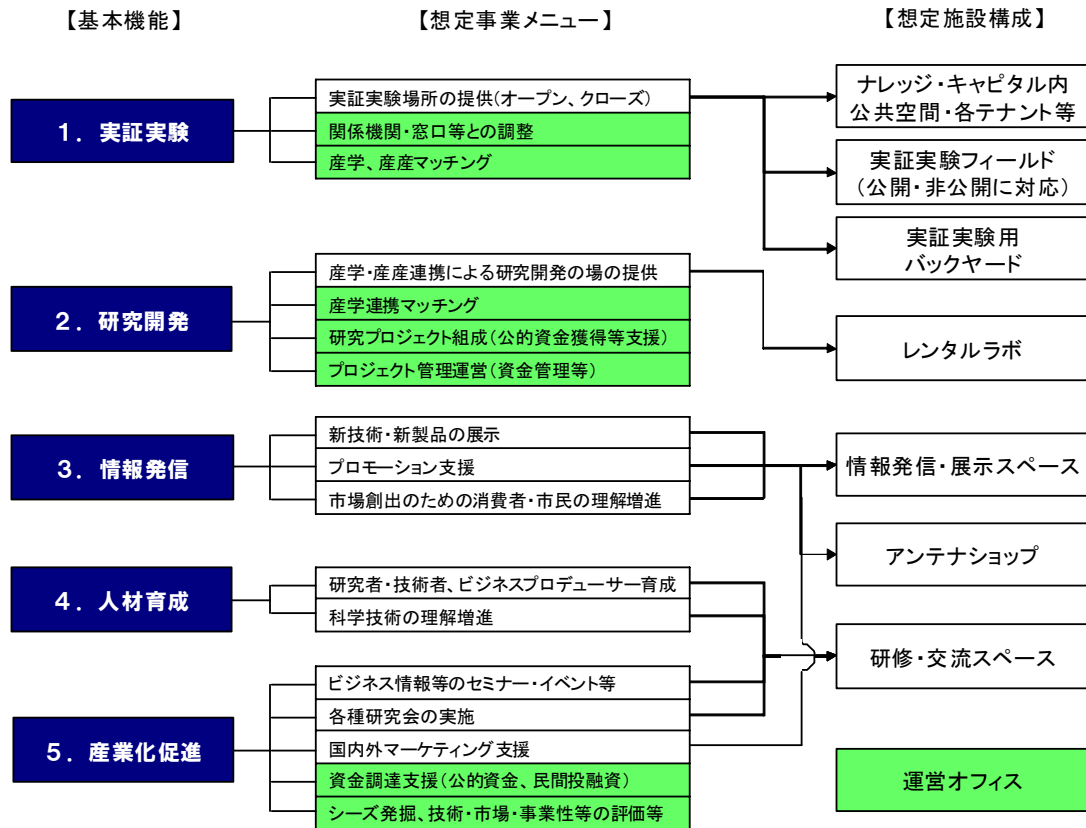 【基本機能】
【想定事業メニュー】
【想定施設構成】
１．実証実験
実証実験場所の提供(オープン、クローズ)
関係機関・窓口等との調整
産学、産産マッチング
ナレッジ・キャピタル内
公共空間・各テナント等
実証実験フィールド
(公開・非公開に対応)
実証実験用
バックヤード
２．研究開発
産学・産産連携による研究開発の場の提供
産学連携マッチング
研究プロジェクト組成(公的資金獲得等支援)
プロジェクト管理運営(資金管理等)
レンタルラボ
３．情報発信
新技術・新製品の展示
プロモーション支援
市場創出のための消費者・市民の理解増進
情報発信・展示スペース
アンテナショップ
４．人材育成
研究者・技術者、ビジネスプロデューサー育成
科学技術の理解増進
研修・交流スペース
５．産業化促進
ビジネス情報等のセミナー・イベント等
各種研究会の実施
国内外マーケティング支援
資金調達支援(公的資金、民間投融資)
シーズ発掘、技術・市場・事業性等の評価等
運営オフィス